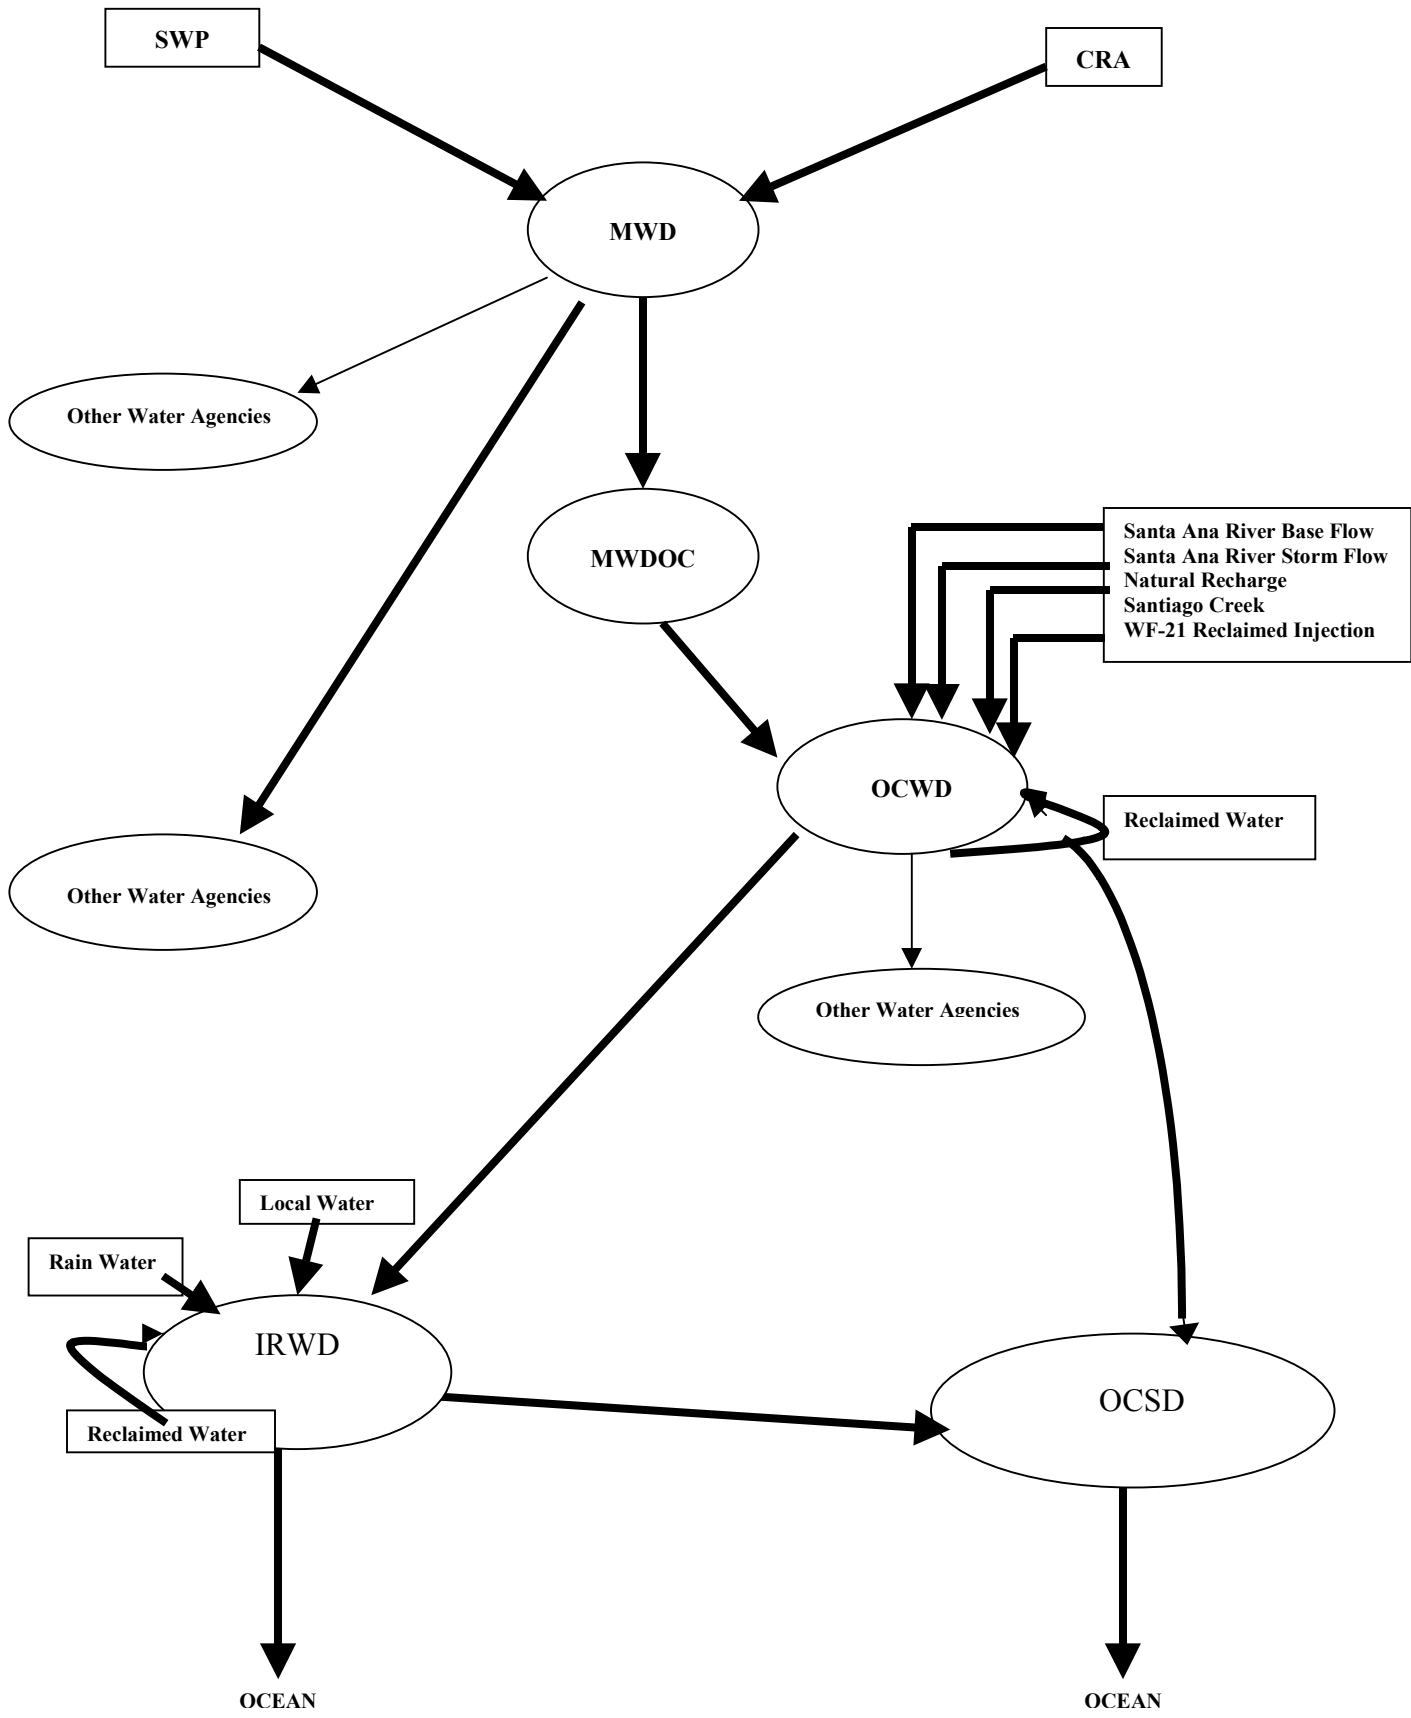 SWP
CRA
MWD
Other Water Agencies
MWDOC
Santa Ana River Base Flow
Santa Ana River Storm Flow
Natural Recharge
Santiago Creek
WF-21 Reclaimed Injection
OCWD
Reclaimed Water
Other Water Agencies
Other Water Agencies
Local Water
Rain Water
IRWD
OCSD
Reclaimed Water
OCEAN
OCEAN